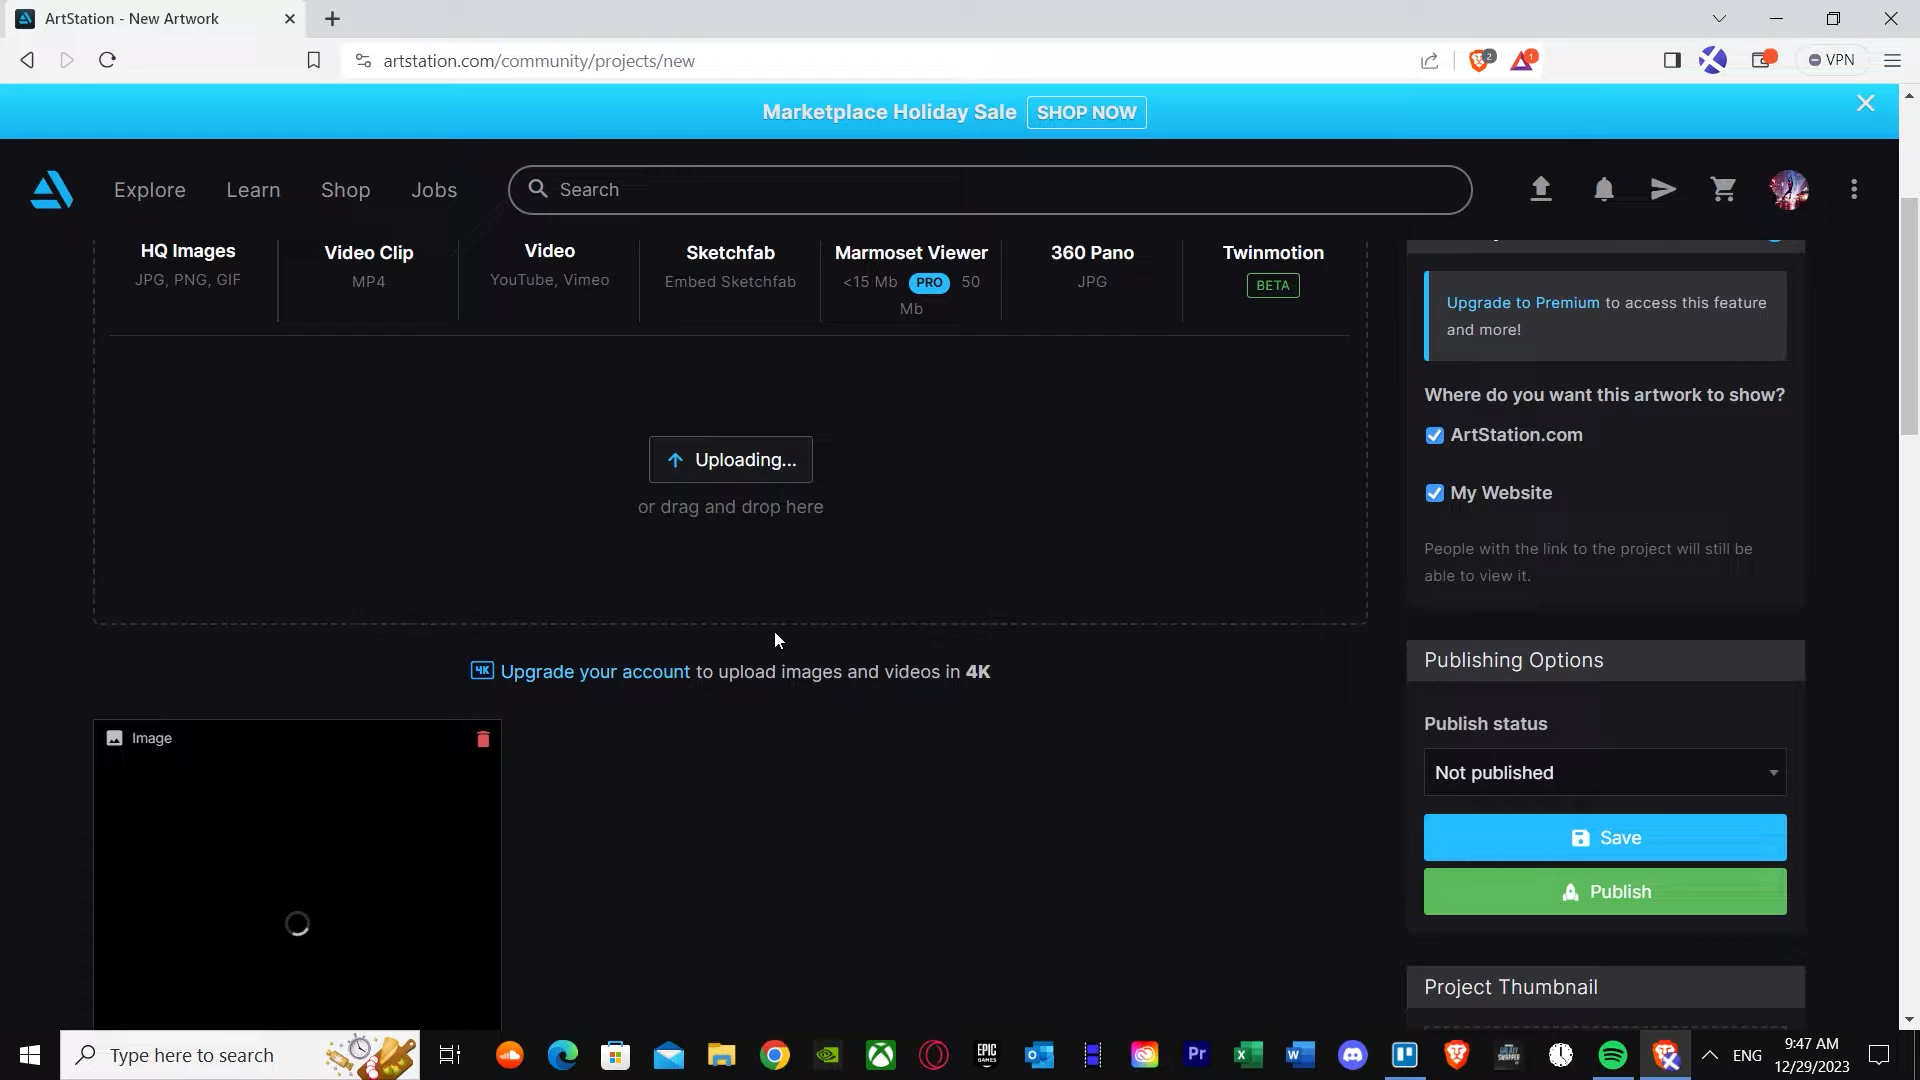 ArtStation - New Artwork
artstation.com/community/projects/new
2
1
VPN
Marketplace Holiday Sale SHOP NOW
Explore Learn Shop Jobs Search
HQ Images
JPG, PNG, GIF
Video Clip
MP4
Video
YouTube, Vimeo
Sketchfab
Embed Sketchfab
Marmoset Viewer
<15 Mb PRO 50
Mb
360 Pano
JPG
Twinmotion
BETA
Uploading...
or drag and drop here
4K Upgrade your account to upload images and videos in 4K
Image
Upgrade to Premium to access this feature
and more!
Where do you want this artwork to show?
ArtStation.com
My Website
People with the link to the project will still be
able to view it.
Publishing Options
Publish status
Not published
Save
Publish
Project Thumbnail
Type here to search
EPIC
GAMES
Pr
ENG
9:47 AM
12/29/2023